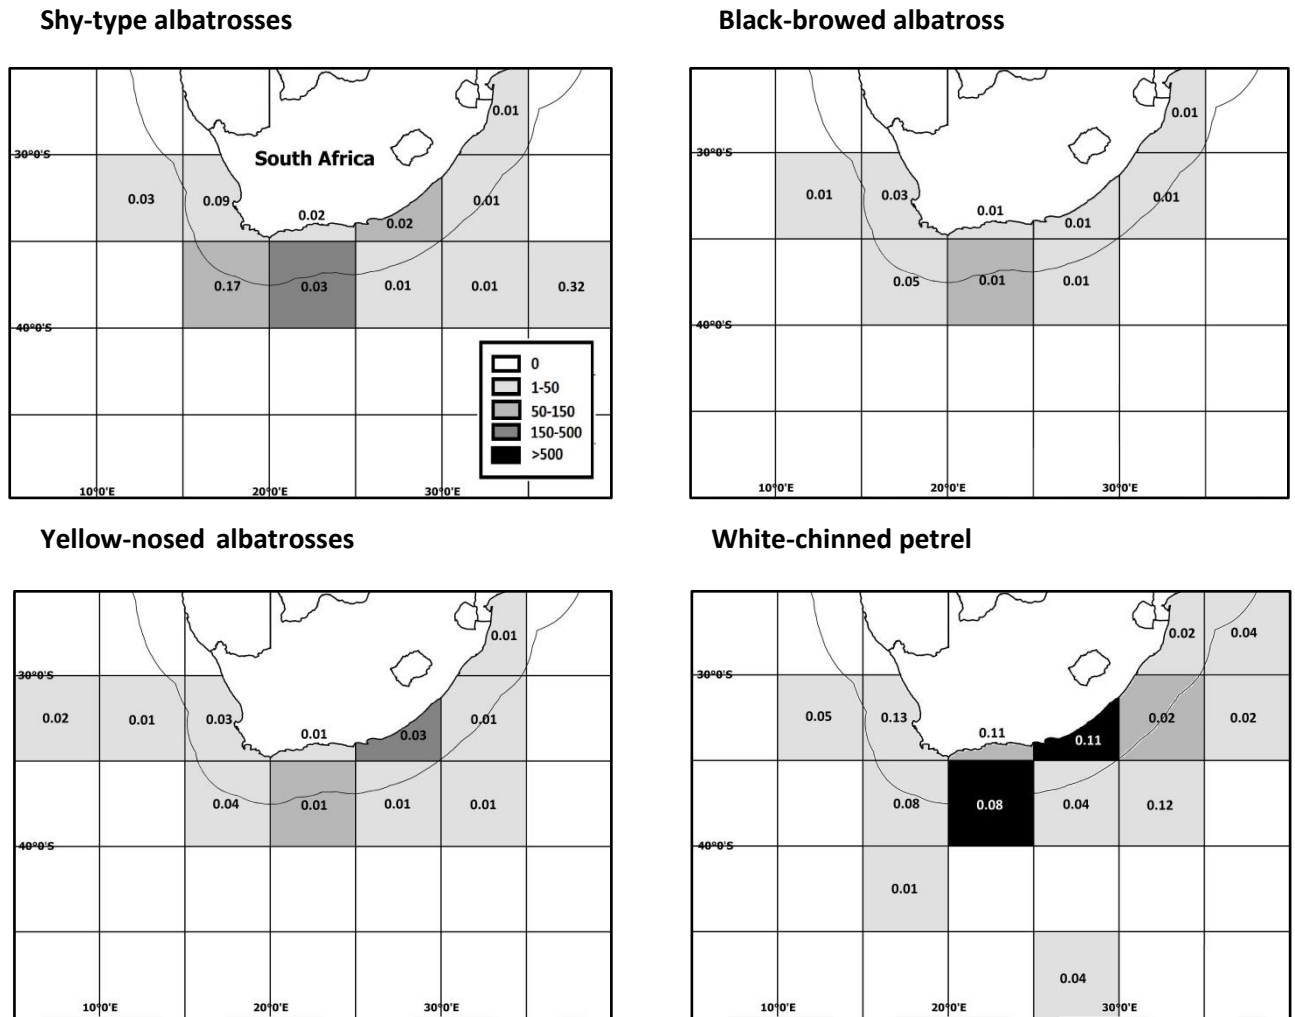 Shy-type albatrosses
Black-browed albatross
0.01
30°0'S
South Africa
0.03
0.09
0.02
0.02
0.01
0.17
0.03
0.01
0.01
0.32
40°0'S
0
1-50
50-150
150-500
>500
10°0'E
20°0'E
30°0'E
0.01
30°0'S
0.01
0.03
0.01
0.01
0.01
0.05
0.01
0.01
40°0'S
10°0'E
20°0'E
30°0'E
Yellow-nosed albatrosses
White-chinned petrel
0.01
30°0'S
0.02
0.01
0.03
0.01
0.03
0.01
0.04
0.01
0.01
0.01
40°0'S
10°0'E
20°0'E
30°0'E
0.02
0.04
30°0'S
0.05
0.13
0.11
0.11
0.02
0.02
0.08
0.08
0.04
0.12
40°0'S
0.01
0.04
10°0'E
20°0'E
30°0'E